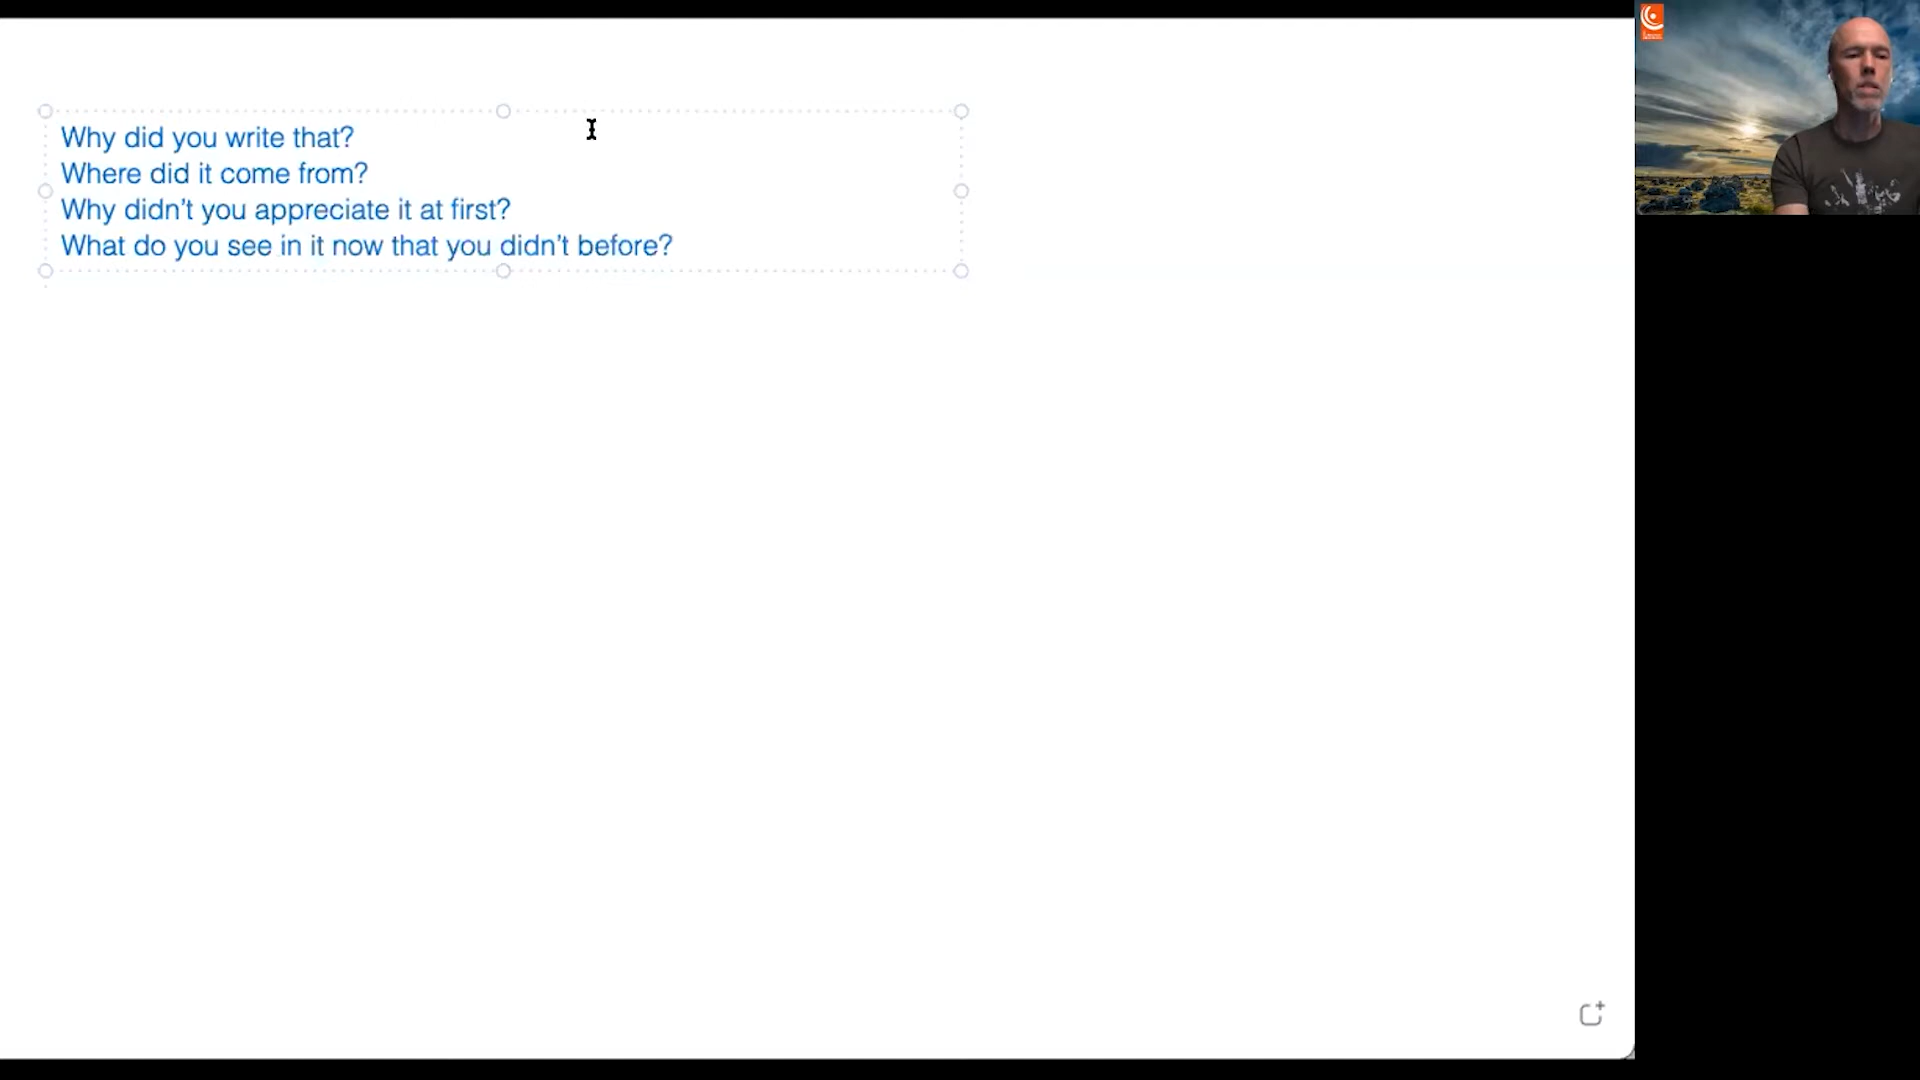 Why did you write that?
Where did it come from?
Why didn't you appreciate it at first?
What do you see in it now that you didn't before?